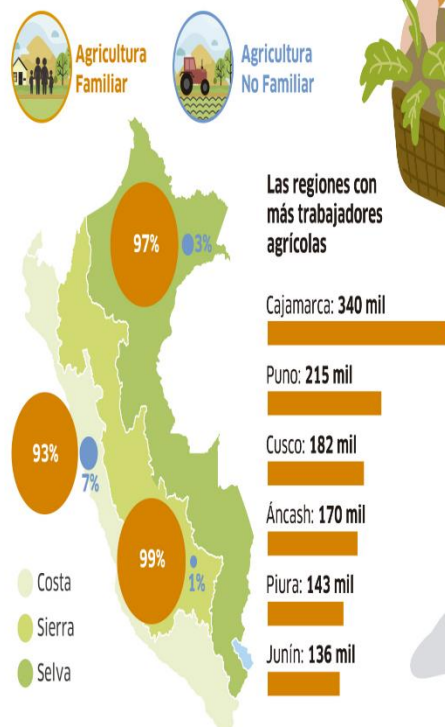 Agricultura
Familiar
Agricultura
No Familiar
Las regiones con
más trabajadores
agrícolas
97%
3%
Cajamarca: 340 mil
Puno: 215 mil
93%
7%
Cusco: 182 mil
Áncash: 170 mil
99%
1%
Piura: 143 mil
Junín: 136 mil
Costa
Sierra
Selva